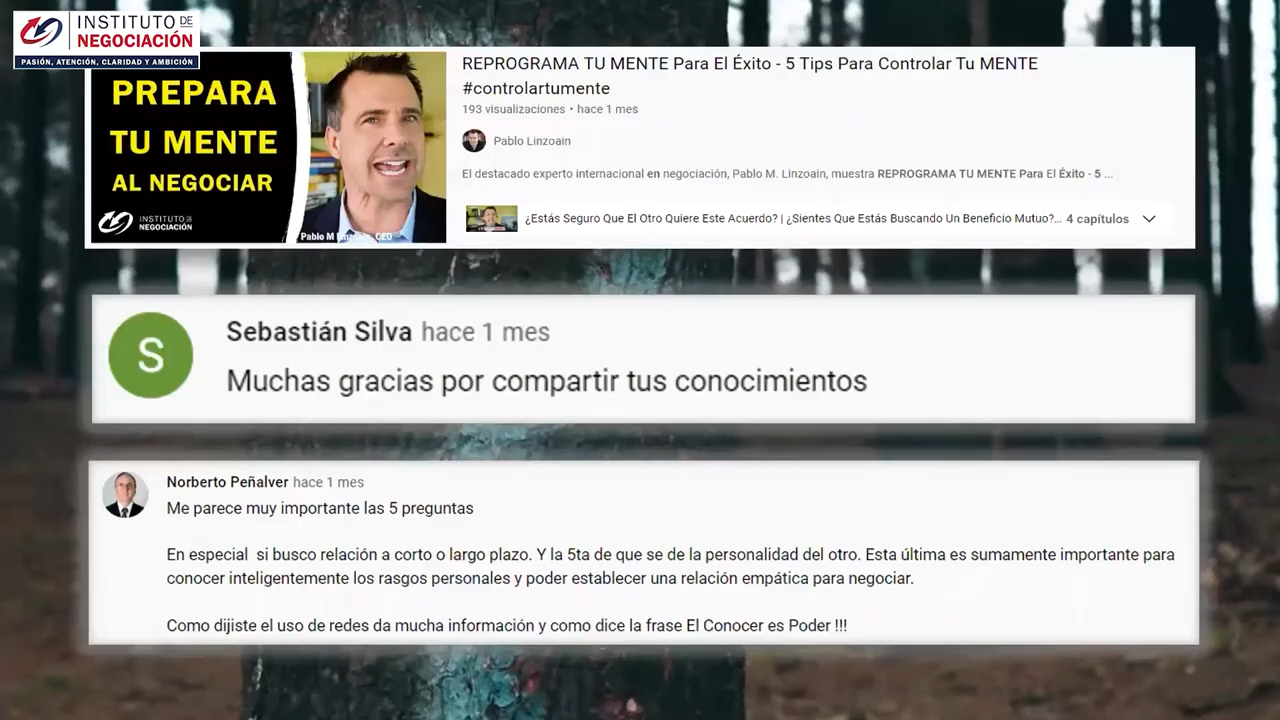 INSTITUTO DE
NEGOCIACIÓN
PASIÓN, ATENCIÓN, CLARIDAD Y AMBICIÓN
PREPARA
TU MENTE
AL NEGOCIAR
INSTITUTO DE
NEGOCIACIÓN
Pablo M Linzoain, CEO
REPROGRAMA TU MENTE Para El Éxito - 5 Tips Para Controlar Tu MENTE
#controlartumente
193 visualizaciones • hace 1 mes
Pablo Linzoain
El destacado experto internacional en negociación, Pablo M. Linzoain, muestra REPROGRAMA TU MENTE Para El Éxito - 5 ...
¿Estás Seguro Que El Otro Quiere Este Acuerdo? | ¿Sientes Que Estás Buscando Un Beneficio Mutuo?... 4 capítulos
S
Sebastián Silva hace 1 mes
Muchas gracias por compartir tus conocimientos
Norberto Peñalver hace 1 mes
Me parece muy importante las 5 preguntas
En especial si busco relación a corto o largo plazo. Y la 5ta de que se de la personalidad del otro. Esta última es sumamente importante para
conocer inteligentemente los rasgos personales y poder establecer una relación empática para negociar.
Como dijiste el uso de redes da mucha información y como dice la frase El Conocer es Poder !!!